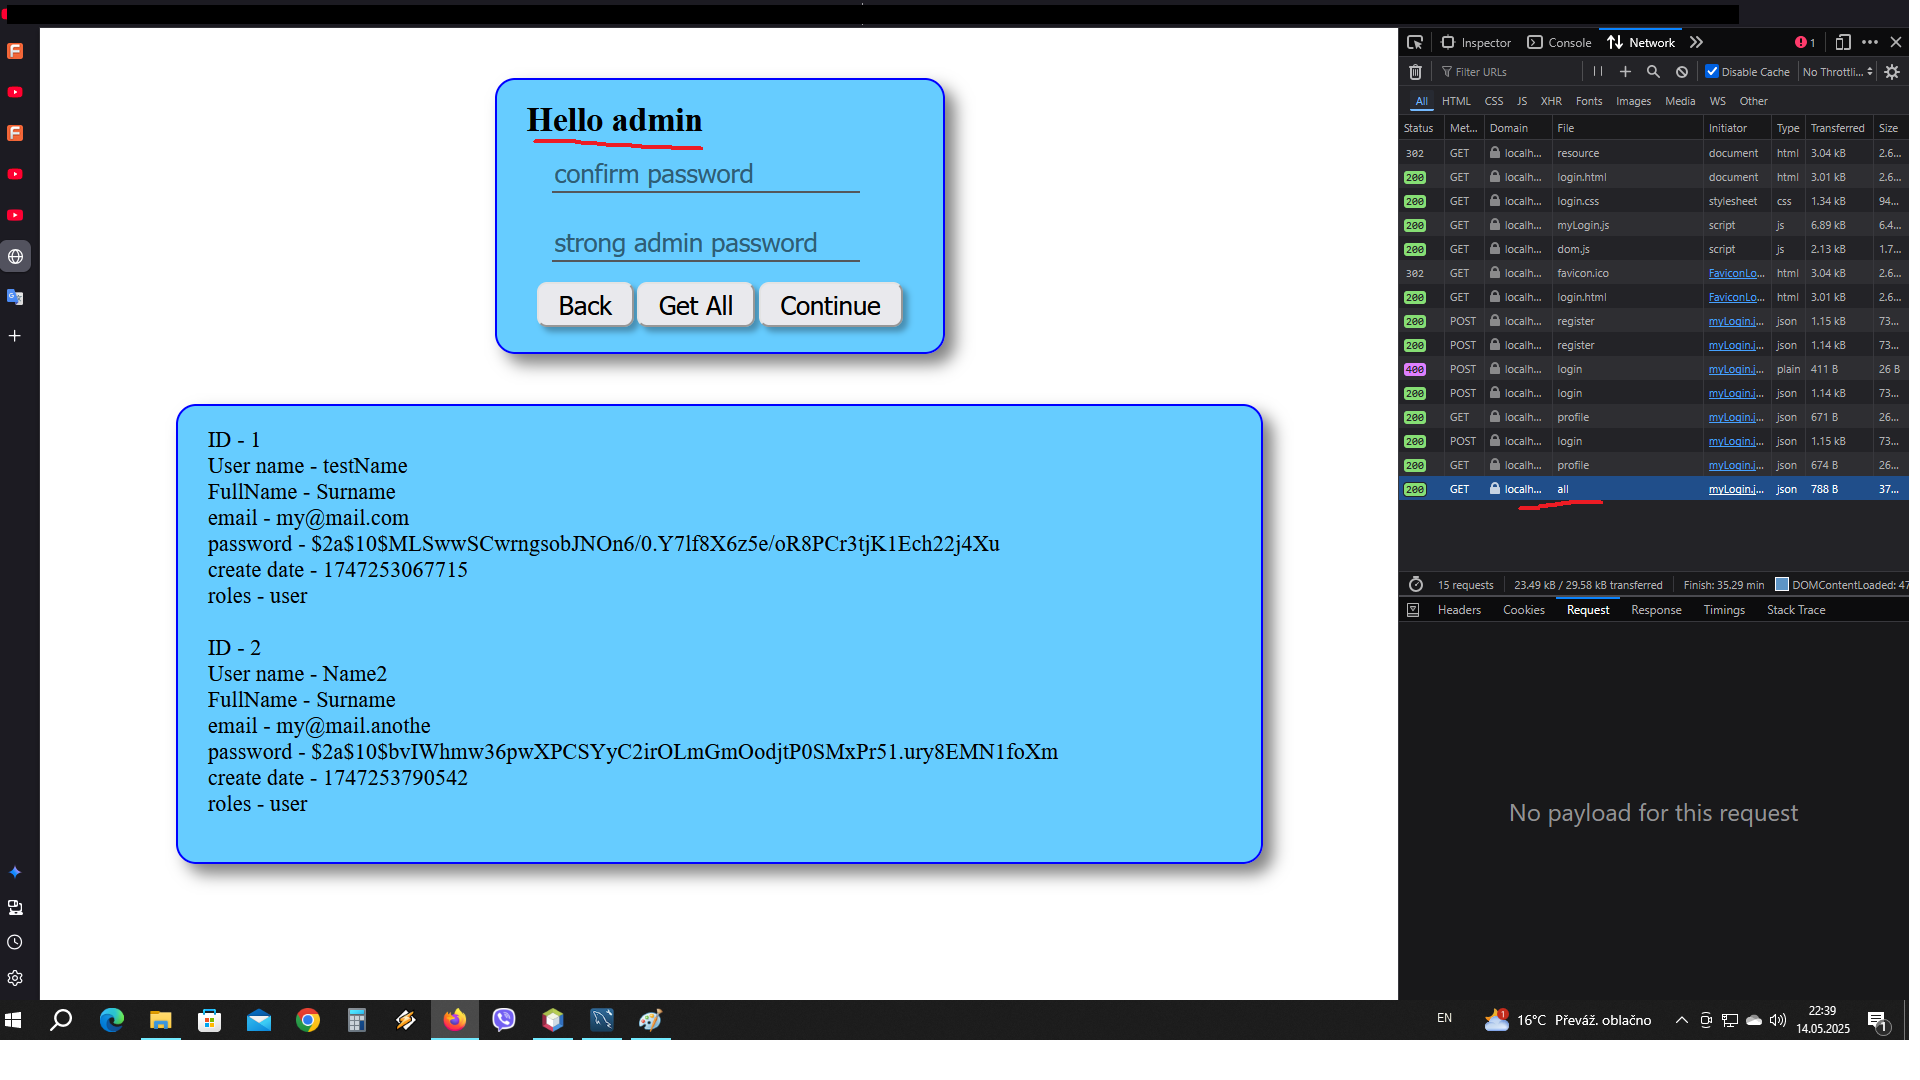 Hello admin
confirm password
strong admin password
Back Get All Continue
ID - 1
User name - testName
FullName - Surname
email - my@mail.com
password - $2a$10$MLSwwSCwrngsobJNOn6/0.Y7lf8X6z5e/oR8PCr3tjK1Ech22j4Xu
create date - 1747253067715
roles - user
ID - 2
User name - Name2
FullName - Surname
email - my@mail.anothe
password - $2a$10$bvIWhmw36pwXPCSYyC2irOLmGmOodjtP0SMxPr51.ury8EMN1foXm
create date - 1747253790542
roles - user
Inspector Console Network 1
Filter URLs Disable Cache No Throttli...
All HTML CSS JS XHR Fonts Images Media WS Other
Status Met... Domain File Initiator Type Transferred Size
302 GET localh... resource document html 3.04 kB 2.6...
200 GET localh... login.html document html 3.01 kB 2.6...
200 GET localh... login.css stylesheet css 1.34 kB 94...
200 GET localh... myLogin.js script js 6.89 kB 6.4...
200 GET localh... dom.js script js 2.13 kB 1.7...
302 GET localh... favicon.ico FaviconLo... html 3.04 kB 2.6...
200 GET localh... login.html FaviconLo... html 3.01 kB 2.6...
200 POST localh... register myLogin.j... json 1.15 kB 73...
200 POST localh... register myLogin.j... json 1.14 kB 73...
400 POST localh... login myLogin.j... plain 411 B 26 B
200 POST localh... login myLogin.j... json 1.14 kB 73...
200 GET localh... profile myLogin.j... json 671 B 26...
200 POST localh... login myLogin.j... json 1.15 kB 73...
200 GET localh... profile myLogin.j... json 674 B 26...
200 GET localh... all myLogin.j... json 788 B 37...
15 requests 23.49 kB / 29.58 kB transferred Finish: 35.29 min DOMContentLoaded: 47
Headers Cookies Request Response Timings Stack Trace
No payload for this request
EN 1 16°C Převáž. oblačno 22:39
14.05.2025 1